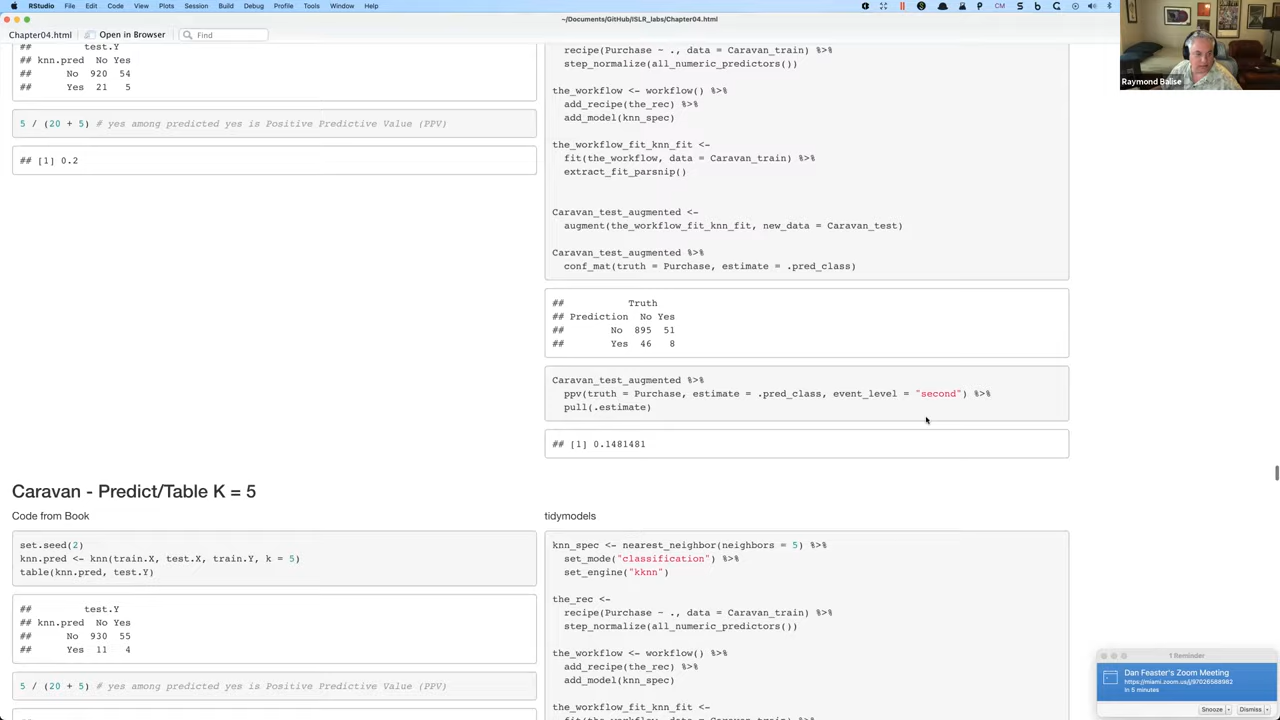 RStudio File Edit Code View Plots Session Build Debug Profile Tools Window Help
~/Documents/GitHub/ISLR_labs/Chapter04.html
Chapter04.html Open in Browser Find
Raymond Balise
## test.Y
## knn.pred No Yes
## No 920 54
## Yes 21 5
5 / (20 + 5) # yes among predicted yes is Positive Predictive Value (PPV)
## [1] 0.2
recipe(Purchase ~ ., data = Caravan_train) %>%
step_normalize(all_numeric_predictors())
the_workflow <- workflow() %>%
add_recipe(the_rec) %>%
add_model(knn_spec)
the_workflow_fit_knn_fit <-
fit(the_workflow, data = Caravan_train) %>%
extract_fit_parsnip()
Caravan_test_augmented <-
augment(the_workflow_fit_knn_fit, new_data = Caravan_test)
Caravan_test_augmented %>%
conf_mat(truth = Purchase, estimate = .pred_class)
## Truth
## Prediction No Yes
## No 895 51
## Yes 46 8
Caravan_test_augmented %>%
ppv(truth = Purchase, estimate = .pred_class, event_level = "second") %>%
pull(.estimate)
## [1] 0.1481481
Caravan - Predict/Table K = 5
Code from Book
set.seed(2)
knn.pred <- knn(train.X, test.X, train.Y, k = 5)
table(knn.pred, test.Y)
## test.Y
## knn.pred No Yes
## No 930 55
## Yes 11 4
5 / (20 + 5) # yes among predicted yes is Positive Predictive Value (PPV)
tidymodels
knn_spec <- nearest_neighbor(neighbors = 5) %>%
set_mode("classification") %>%
set_engine("kknn")
the_rec <-
recipe(Purchase ~ ., data = Caravan_train) %>%
step_normalize(all_numeric_predictors())
the_workflow <- workflow() %>%
add_recipe(the_rec) %>%
add_model(knn_spec)
the_workflow_fit_knn_fit <-
1 Reminder
Dan Feaster's Zoom Meeting
https://miami.zoom.us/j/97026588982
in 5 minutes
Snooze Dismiss